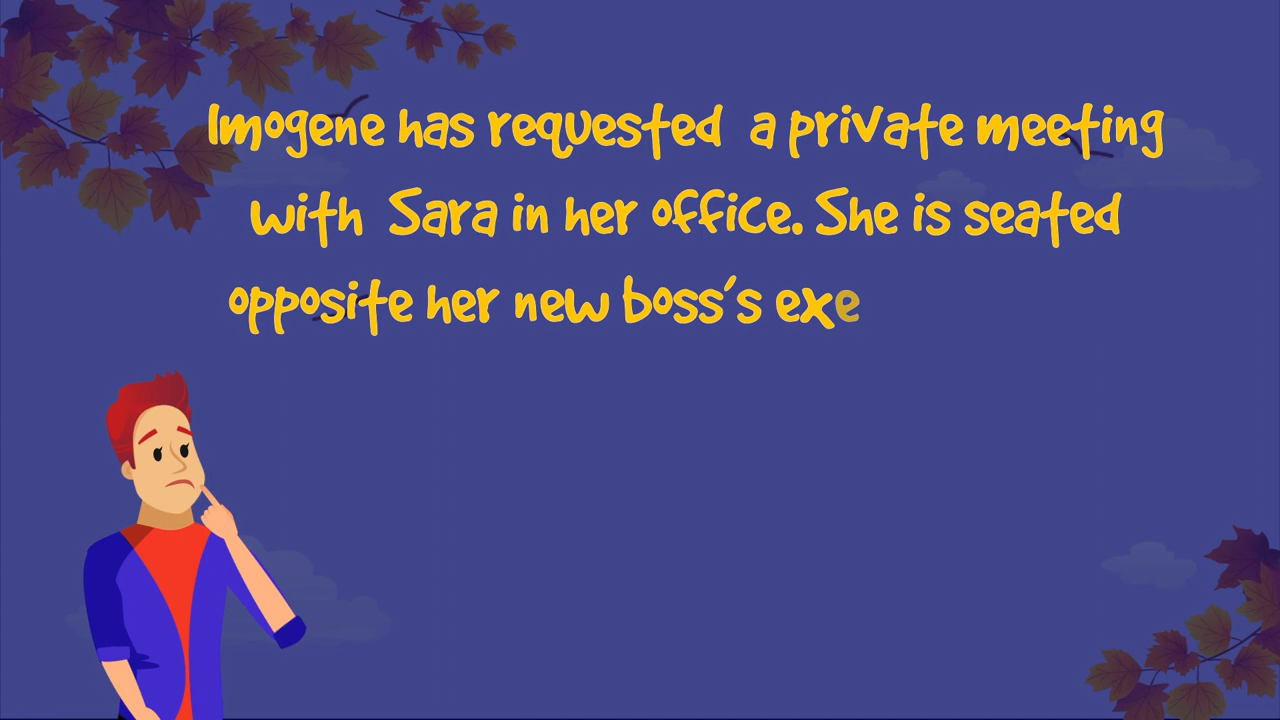 Imogene has requested a private meeting
with Sara in her office. She is seated
opposite her new boss's exe